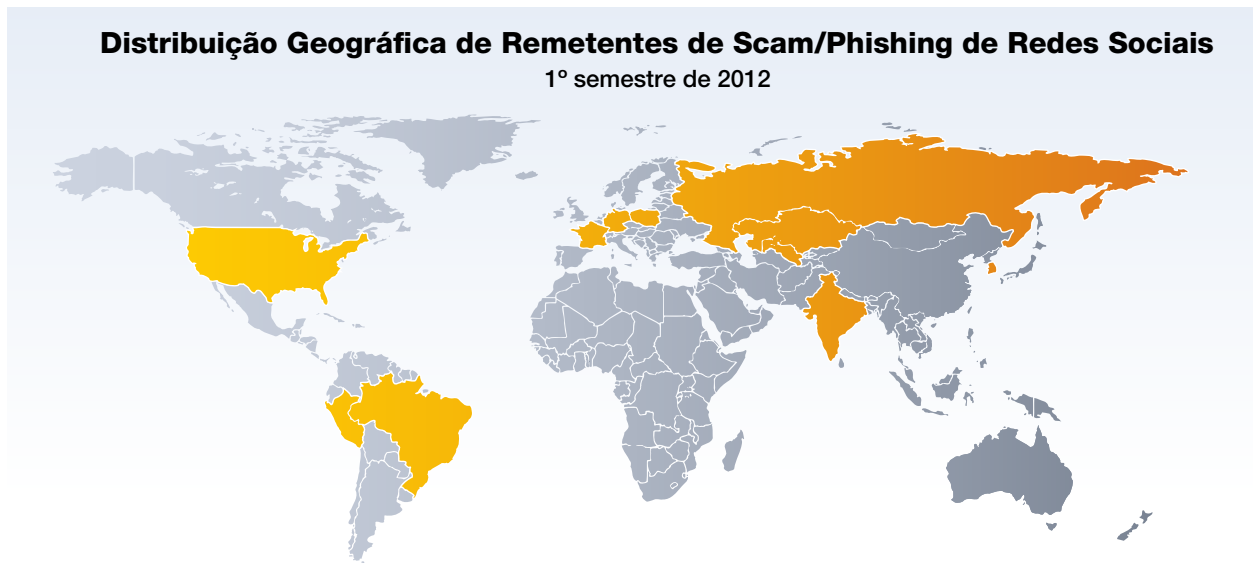 Distribuição Geográfica de Remetentes de Scam/Phishing de Redes Sociais
1º semestre de 2012